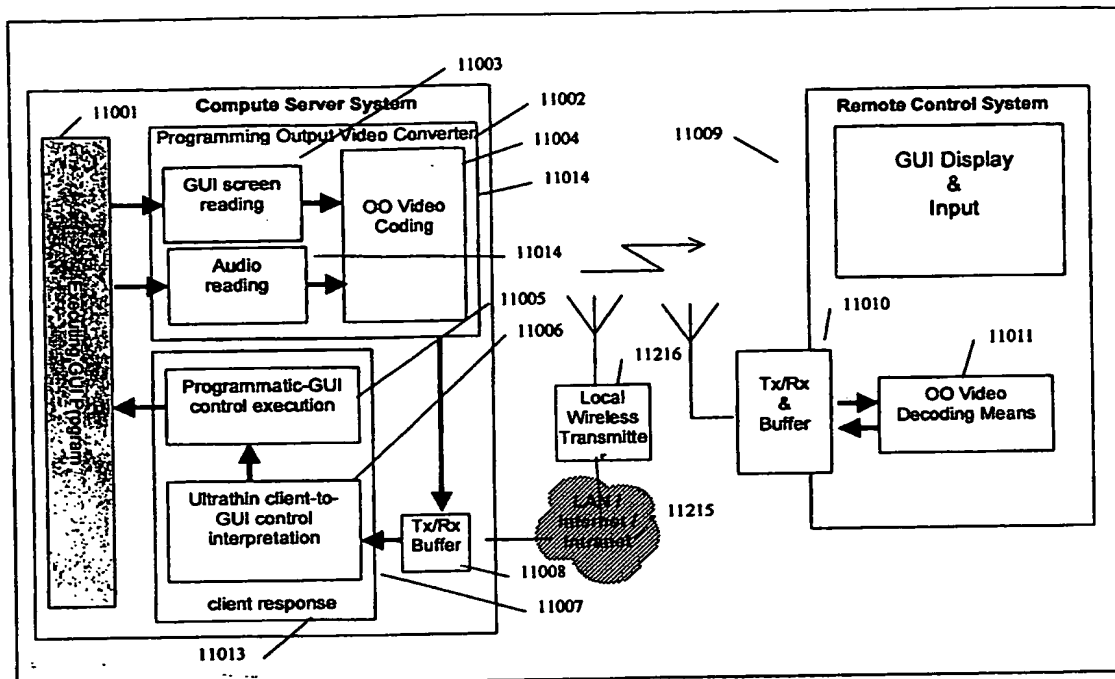 11003
11001
Compute Server System
11002
Programming Output Video Converter
11004
11014
GUI screen
reading
OO Video
Coding
Audio
reading
11014
11005
11006
Executing GUI Program
Programmatic-GUI
control execution
Ultrathin client-to-
GUI control
interpretation
Tx/Rx
Buffer
11008
client response
11007
11013
11216
Local
Wireless
Transmitte
r
LAN /
Internet /
Intranet
11215
11009
Remote Control System
GUI Display
&
Input
11010
Tx/Rx
&
Buffer
11011
OO Video
Decoding Means